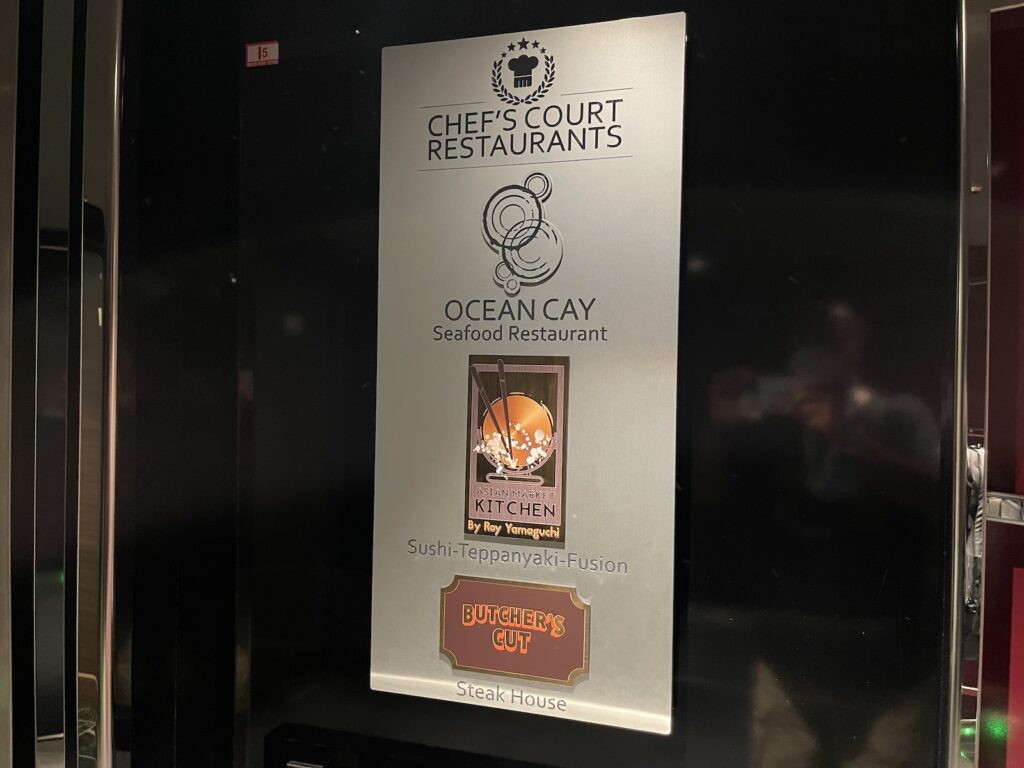 I5
CHEF'S COURT
RESTAURANTS
OCEAN CAY
Seafood Restaurant
ASIAN MARKET
KITCHEN
By Roy Yamaguchi
Sushi-Teppanyaki-Fusion
BUTCHER'S
CUT
Steak House